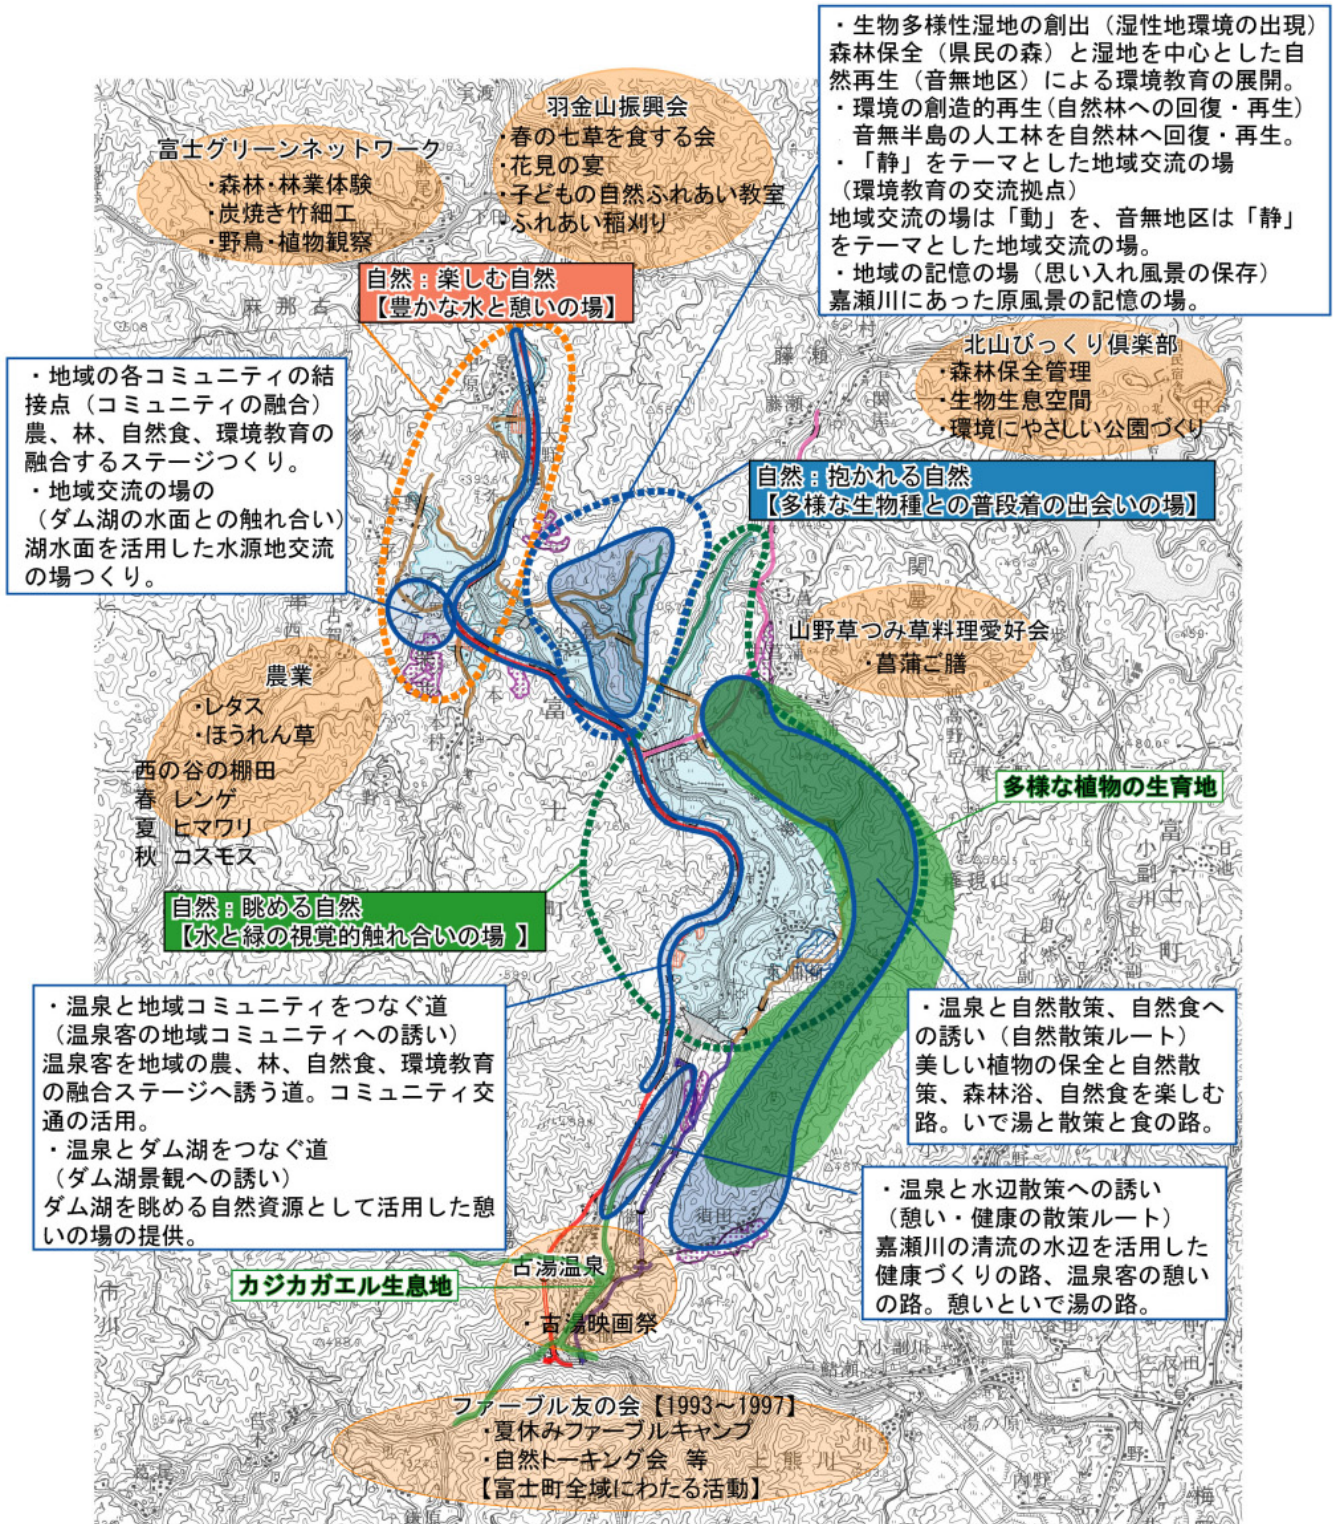 ・生物多様性湿地の創出（湿性地環境の出現）
森林保全（県民の森）と湿地を中心とした自
然再生（音無地区）による環境教育の展開。
・環境の創造的再生（自然林への回復・再生）
音無半島の人工林を自然林へ回復・再生。
・「静」をテーマとした地域交流の場
（環境教育の交流拠点）
地域交流の場は「動」を、音無地区は「静」
をテーマとした地域交流の場。
・地域の記憶の場（思い入れ風景の保存）
嘉瀬川にあった原風景の記憶の場。
羽金山振興会
・春の七草を食する会
・花見の宴
・子どもの自然ふれあい教室
・ふれあい稲刈り
富士グリーンネットワーク
・森林・林業体験
・炭焼き竹細工
・野鳥・植物観察
自然：楽しむ自然
【豊かな水と憩いの場】
麻那古
藤瀬
藤瀬
北山びっくり倶楽部
・森林保全管理
・生物生息空間
・環境にやさしい公園づくり
・地域の各コミュニティの結
接点（コミュニティの融合）
農、林、自然食、環境教育の
融合するステージつくり。
・地域交流の場の
（ダム湖の水面との触れ合い）
湖水面を活用した水源地交流
の場つくり。
自然：抱かれる自然
【多様な生物種との普段着の出会いの場】
山野草つみ草料理愛好会
・菖蒲ご膳
農業
・レタス
・ほうれん草
西の谷の棚田
春 レンゲ
夏 ヒマワリ
秋 コスモス
富
士
町
多様な植物の生育地
権現山
富
士
町
自然：眺める自然
【水と緑の視覚的触れ合いの場 】
・温泉と地域コミュニティをつなぐ道
（温泉客の地域コミュニティへの誘い）
温泉客を地域の農、林、自然食、環境教育
の融合ステージへ誘う道。コミュニティ交
通の活用。
・温泉とダム湖をつなぐ道
（ダム湖景観への誘い）
ダム湖を眺める自然資源として活用した憩
いの場の提供。
・温泉と自然散策、自然食へ
の誘い（自然散策ルート）
美しい植物の保全と自然散
策、森林浴、自然食を楽しむ
路。いで湯と散策と食の路。
・温泉と水辺散策への誘い
（憩い・健康の散策ルート）
嘉瀬川の清流の水辺を活用した
健康づくりの路、温泉客の憩い
の路。憩いといで湯の路。
須田
古湯温泉
・古湯映画祭
カジカガエル生息地
市
川
下小副川
鮎瀬
湯の原
内野
ファーブル友の会【1993～1997】
・夏休みファーブルキャンプ
・自然トーキング会 等
【富士町全域にわたる活動】
上熊川